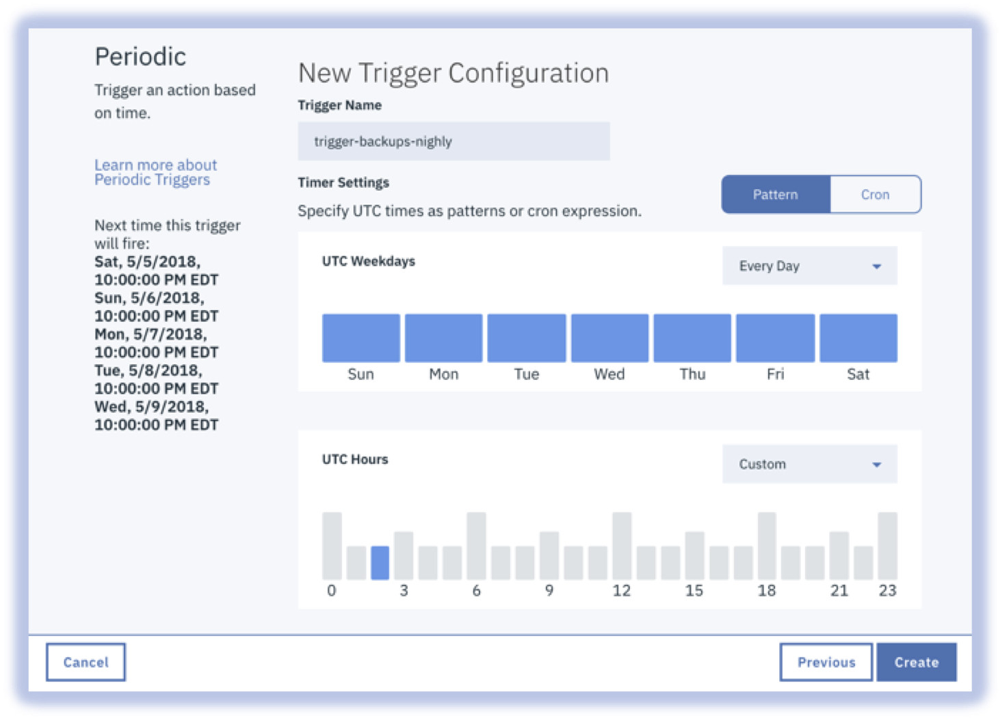 Periodic
Trigger an action based
on time.
Learn more about
Periodic Triggers
Next time this trigger
will fire:
Sat, 5/5/2018,
10:00:00 PM EDT
Sun, 5/6/2018,
10:00:00 PM EDT
Mon, 5/7/2018,
10:00:00 PM EDT
Tue, 5/8/2018,
10:00:00 PM EDT
Wed, 5/9/2018,
10:00:00 PM EDT
New Trigger Configuration
Trigger Name
trigger-backups-nighly
Timer Settings
Specify UTC times as patterns or cron expression.
Pattern Cron
UTC Weekdays
Every Day
Sun Mon Tue Wed Thu Fri Sat
UTC Hours
Custom
0 3 6 9 12 15 18 21 23
Cancel Previous Create